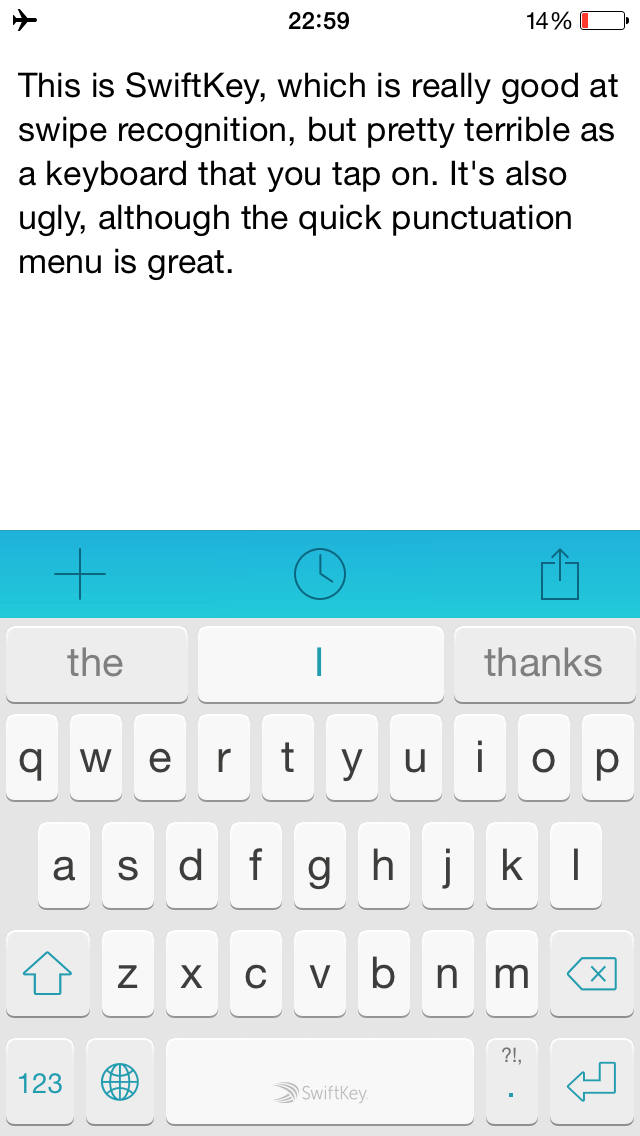 22:59
14%
This is SwiftKey, which is really good at
swipe recognition, but pretty terrible as
a keyboard that you tap on. It's also
ugly, although the quick punctuation
menu is great.
the I thanks
q w e r t y u i o p
a s d f g h j k l
z x c v b n m
?!,
123 SwiftKey .